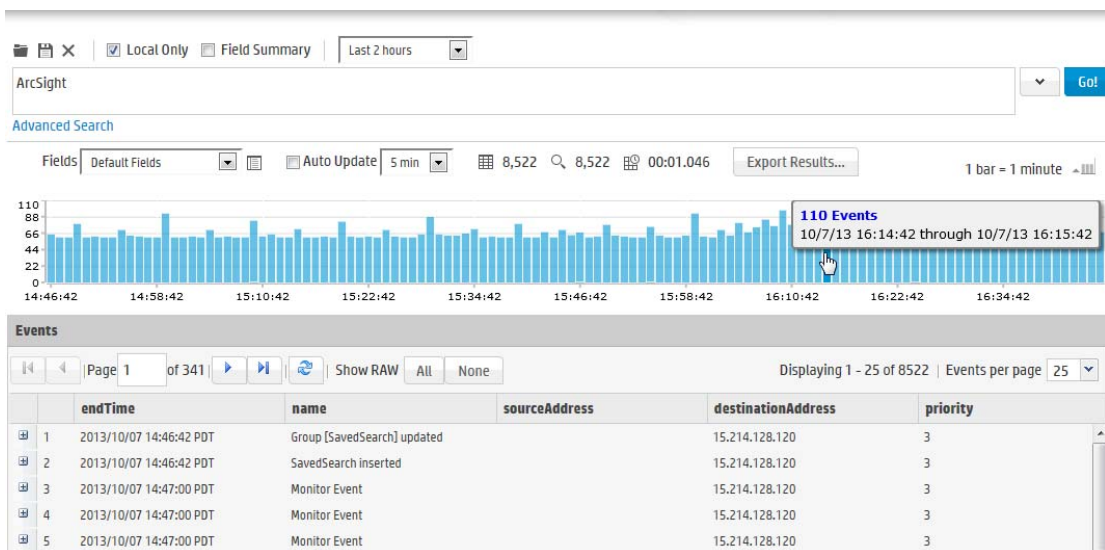 Local Only Field Summary Last 2 hours
ArcSight Go!
Advanced Search
Fields Default Fields Auto Update 5 min 8,522 8,522 00:01.046 Export Results... 1 bar = 1 minute
110
88
66
44
22
0
110 Events
10/7/13 16:14:42 through 10/7/13 16:15:42
14:46:42 14:58:42 15:10:42 15:22:42 15:34:42 15:46:42 15:58:42 16:10:42 16:22:42 16:34:42
Events
Page 1 of 341 Show RAW All None Displaying 1 - 25 of 8522 Events per page 25
endTime name sourceAddress destinationAddress priority
1 2013/10/07 14:46:42 PDT Group [SavedSearch] updated 15.214.128.120 3
2 2013/10/07 14:46:42 PDT SavedSearch inserted 15.214.128.120 3
3 2013/10/07 14:47:00 PDT Monitor Event 15.214.128.120 3
4 2013/10/07 14:47:00 PDT Monitor Event 15.214.128.120 3
5 2013/10/07 14:47:00 PDT Monitor Event 15.214.128.120 3